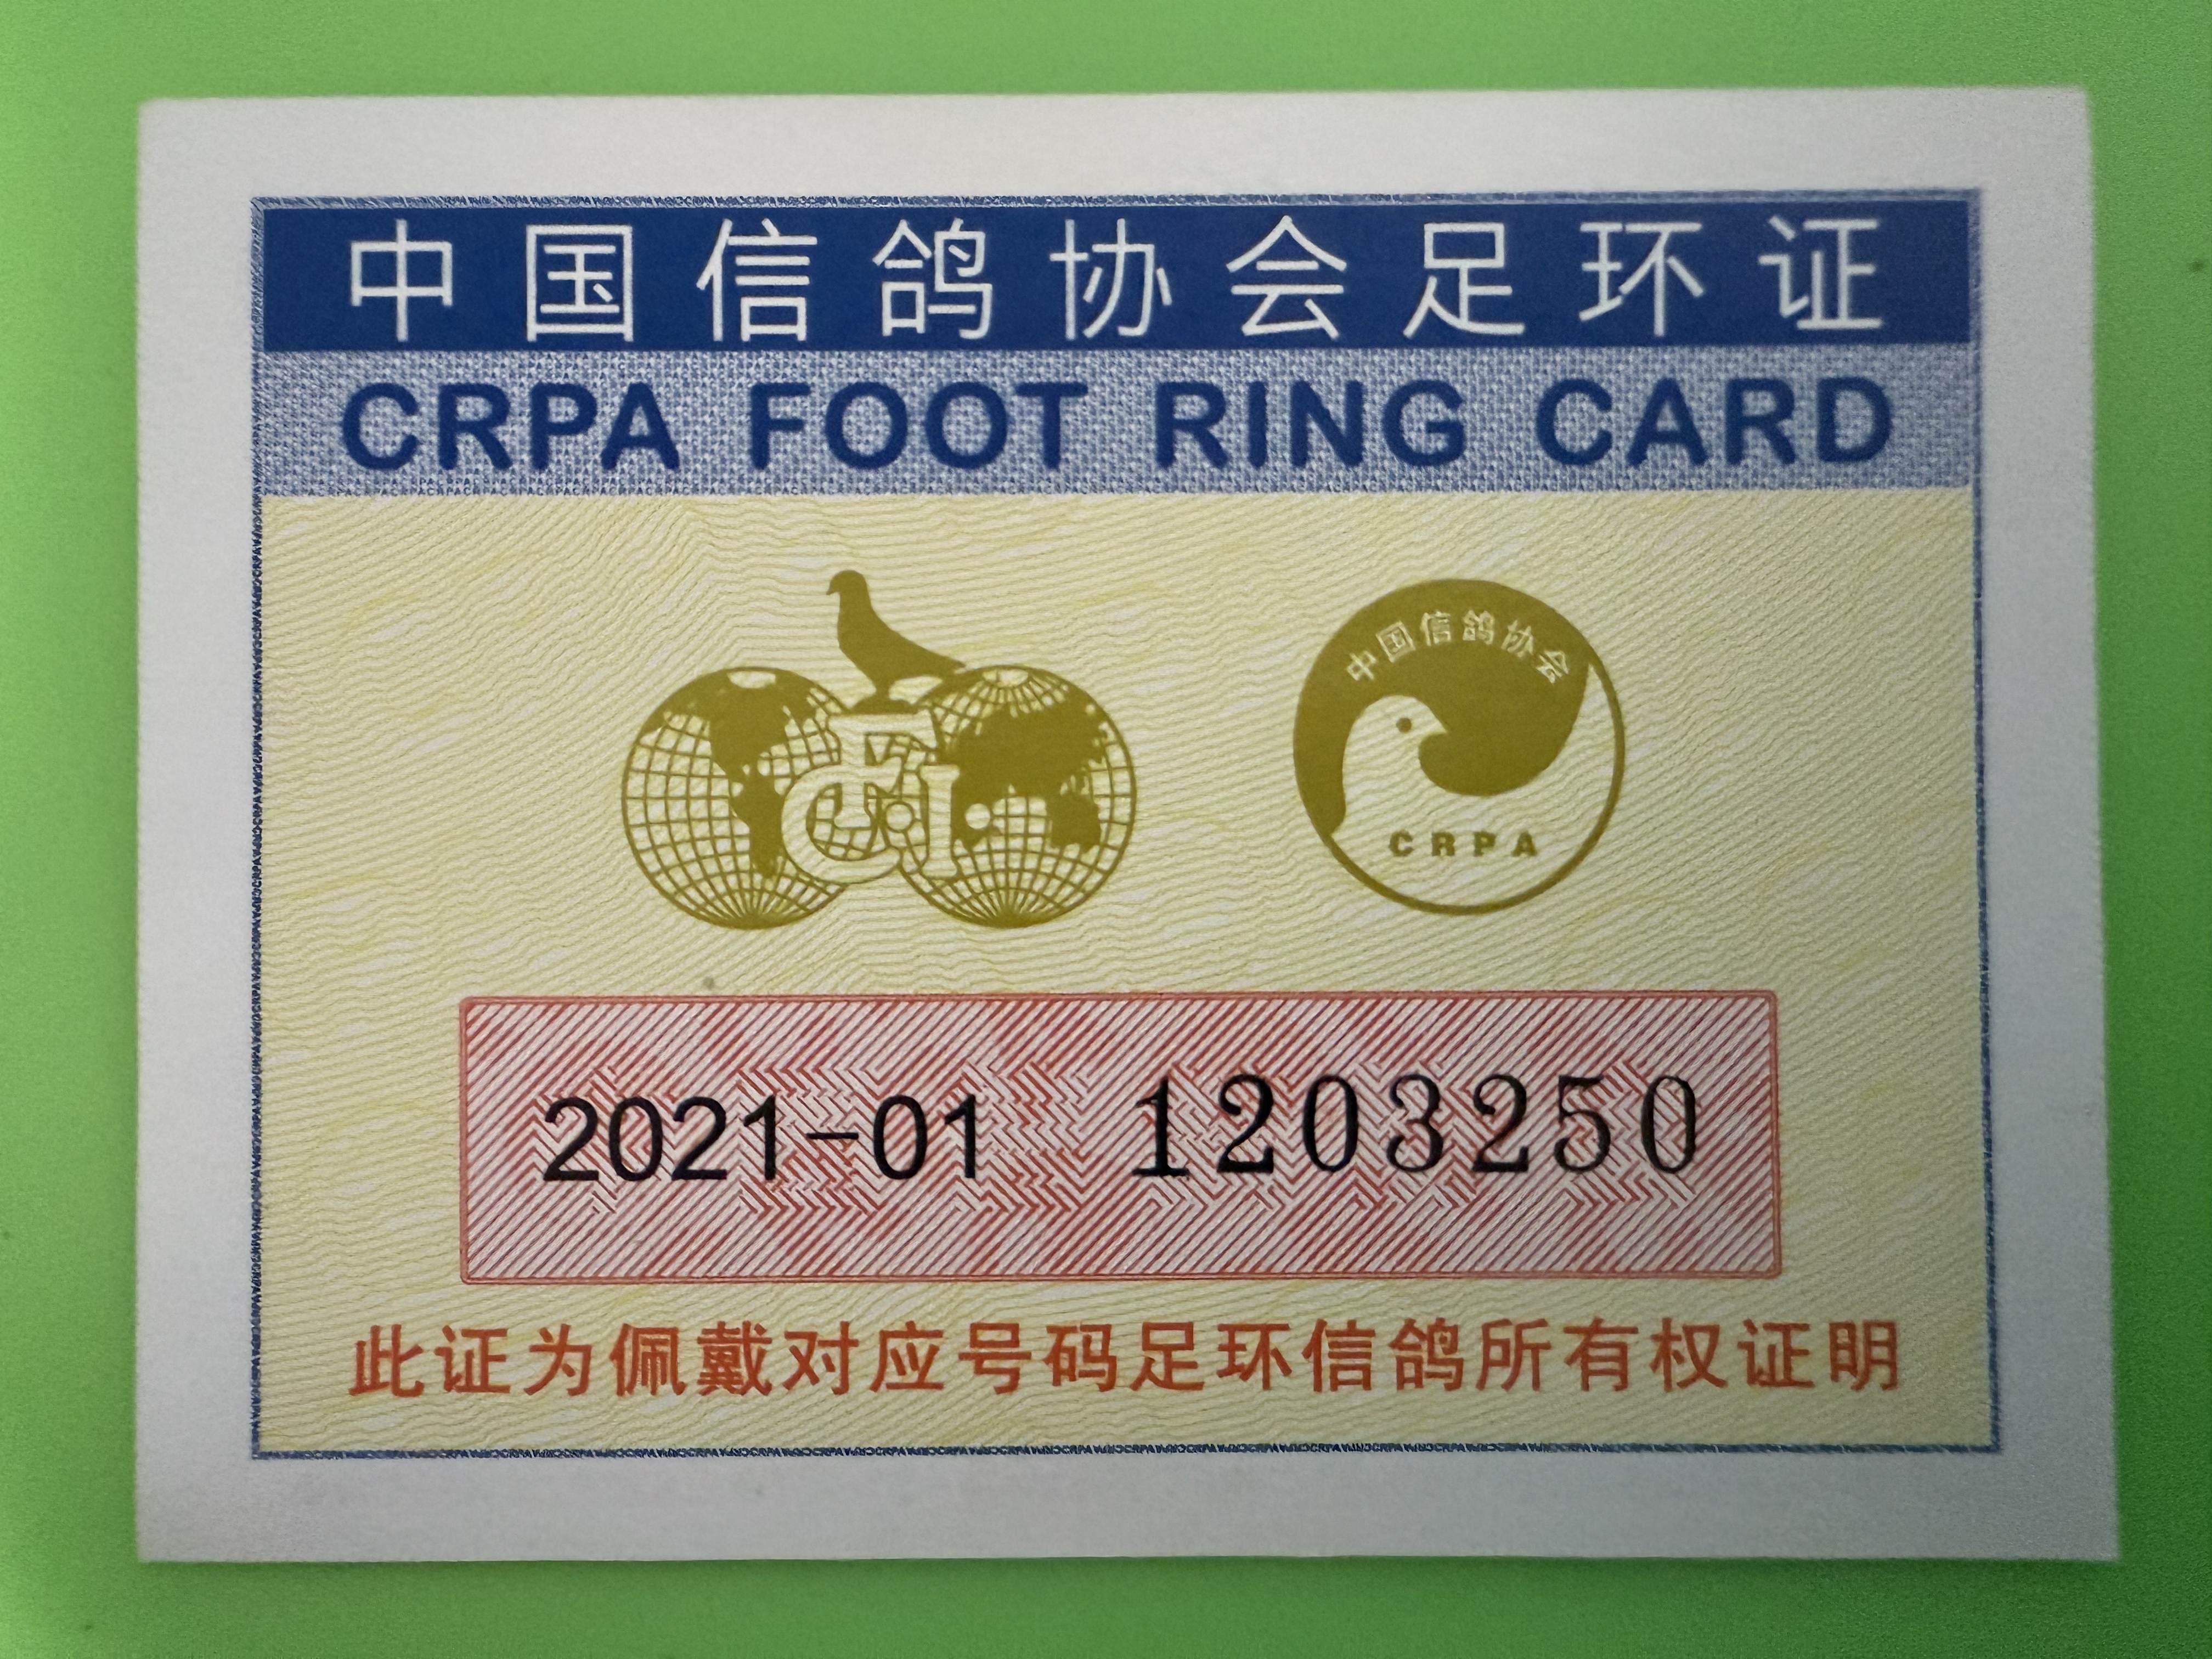 中国信鸽协会足环证
CRPA FOOT RING CARD
FCI
中国信鸽协会
CRPA
2021-01 1203250
此证为佩戴对应号码足环信鸽所有权证明